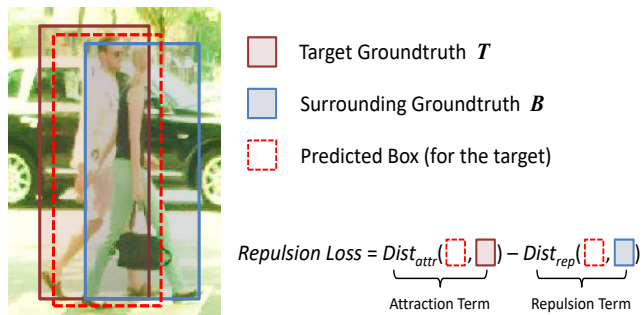 Target Groundtruth T
Surrounding Groundtruth B
Predicted Box (for the target)
Repulsion Loss = Dist_attr( , ) – Dist_rep( , )
Attraction Term Repulsion Term